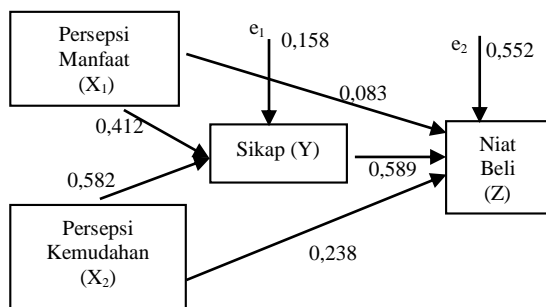 Persepsi
Manfaat
(X₁)
e₁
0,158
e₂
0,552
0,083
0,412
Sikap (Y)
0,589
Niat
Beli
(Z)
0,582
Persepsi
Kemudahan
(X₂)
0,238